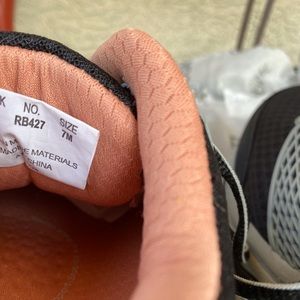 K NO. SIZE
RB427 7M
MATERIALS
CHINA